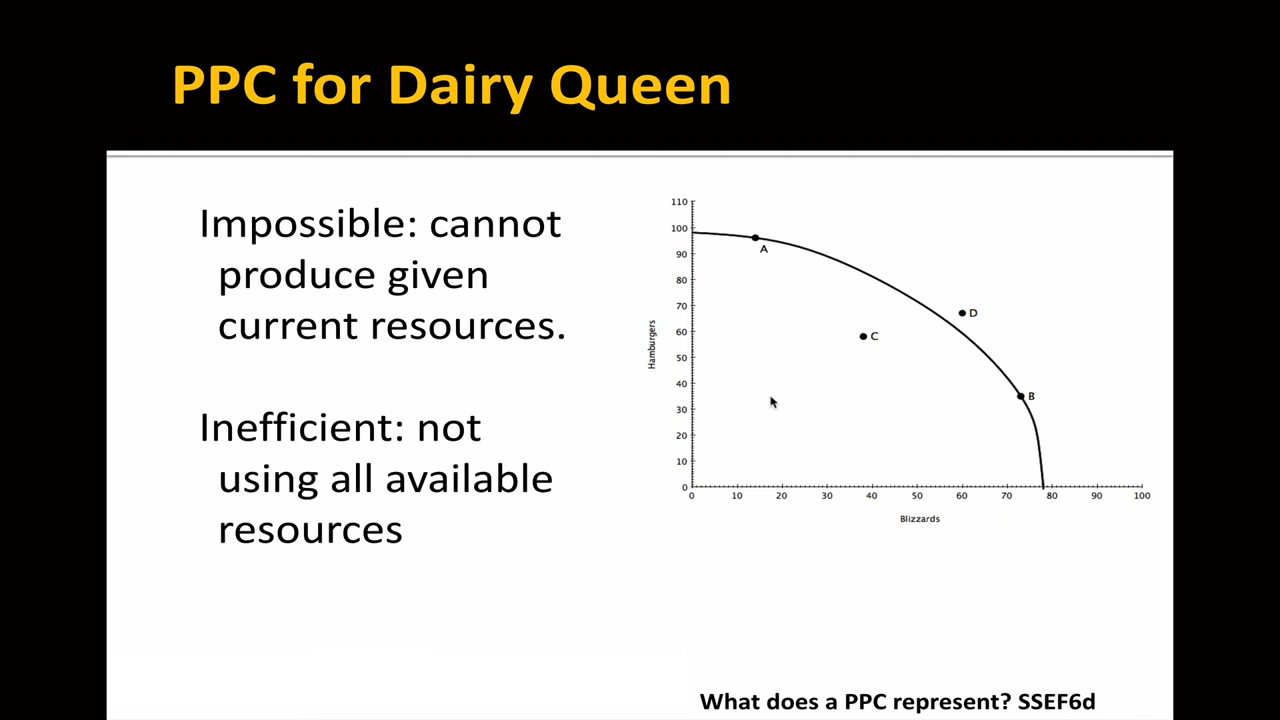 PPC for Dairy Queen
Impossible: cannot
produce given
current resources.
Inefficient: not
using all available
resources
110
100
90
80
70
60
50
40
30
20
10
0
Hamburgers
A
D
C
B
0 10 20 30 40 50 60 70 80 90 100
Blizzards
What does a PPC represent? SSEF6d